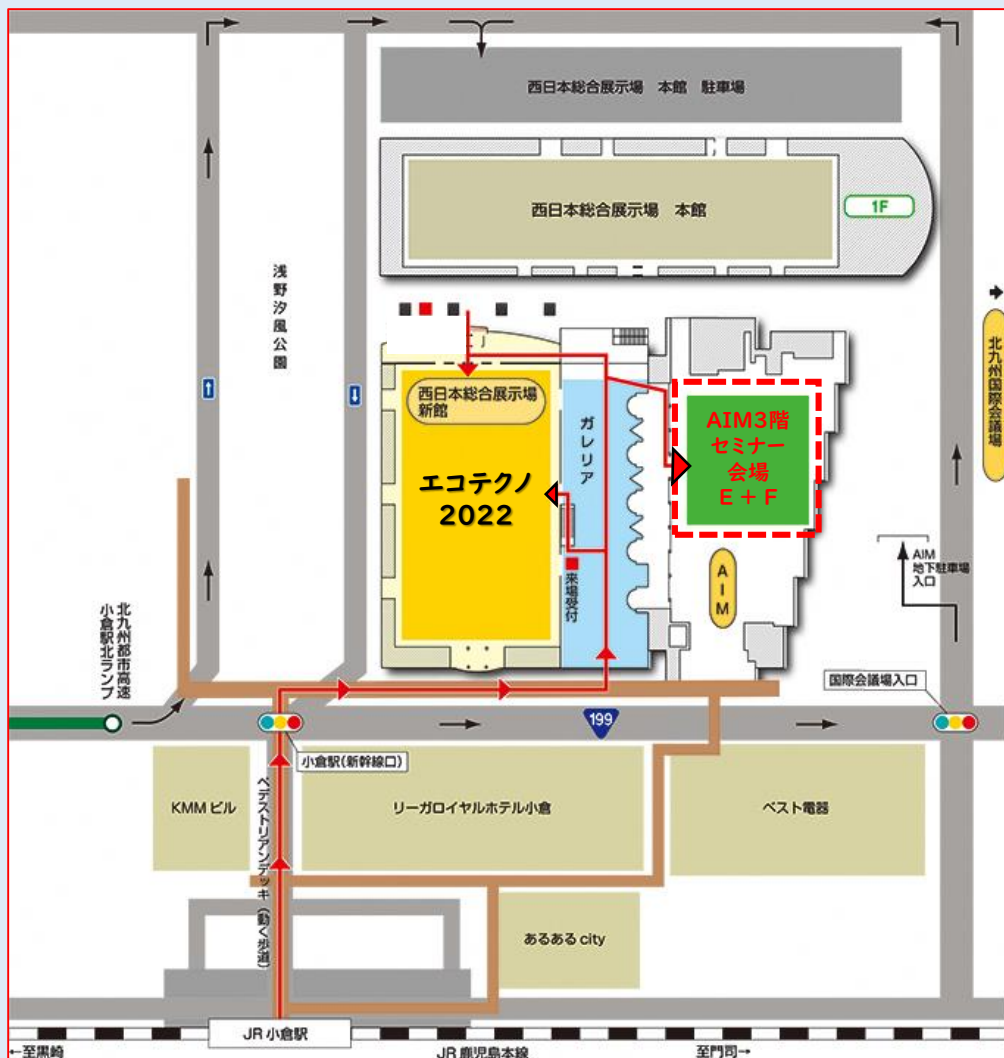 西日本総合展示場　本館　駐車場
西日本総合展示場　本館
1F
浅野汐風公園
北九州国際会議場
西日本総合展示場
新館
ガレリア
AIM3階
セミナー
会場
E + F
エコテクノ
2022
来場受付
AIM
AIM
地下駐車場
入口
北九州都市高速
小倉駅北ランプ
国際会議場入口
199
小倉駅(新幹線口)
KMMビル
ペデストリアンデッキ(動く歩道)
リーガロイヤルホテル小倉
ベスト電器
あるあるcity
JR 小倉駅
←至黒崎
JR 鹿児島本線
至門司→